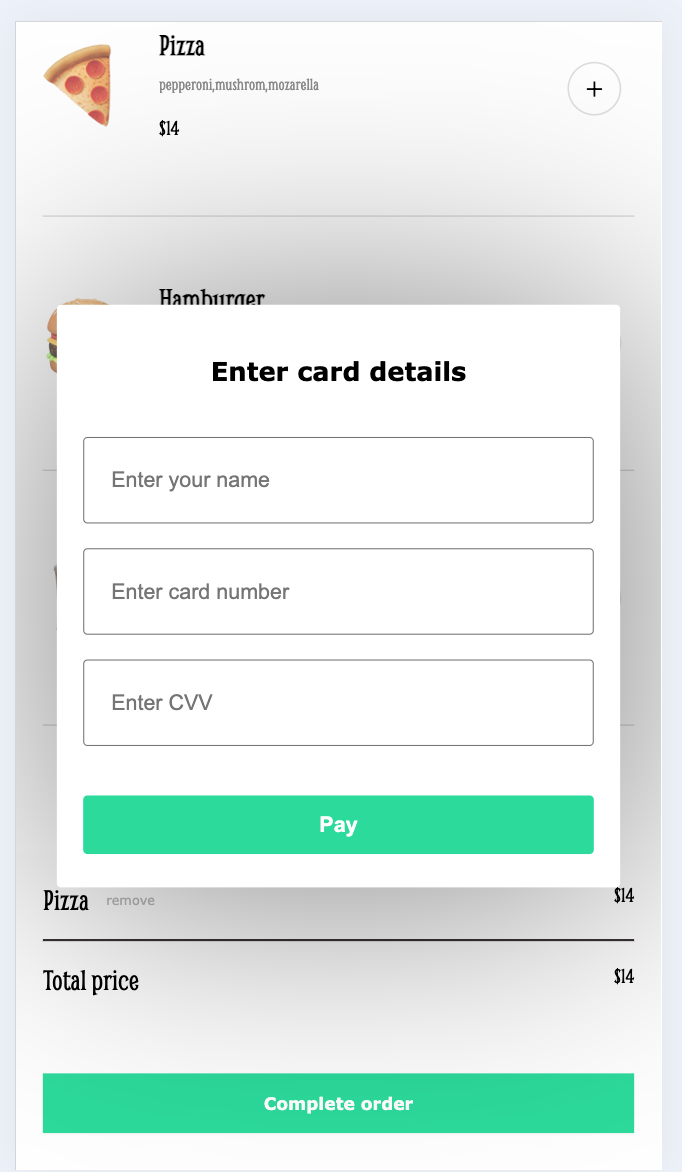 Pizza
pepperoni,mushrom,mozarella
$14
Hamburger
Enter card details
Enter your name
Enter card number
Enter CVV
Pay
Pizza remove $14
Total price $14
Complete order